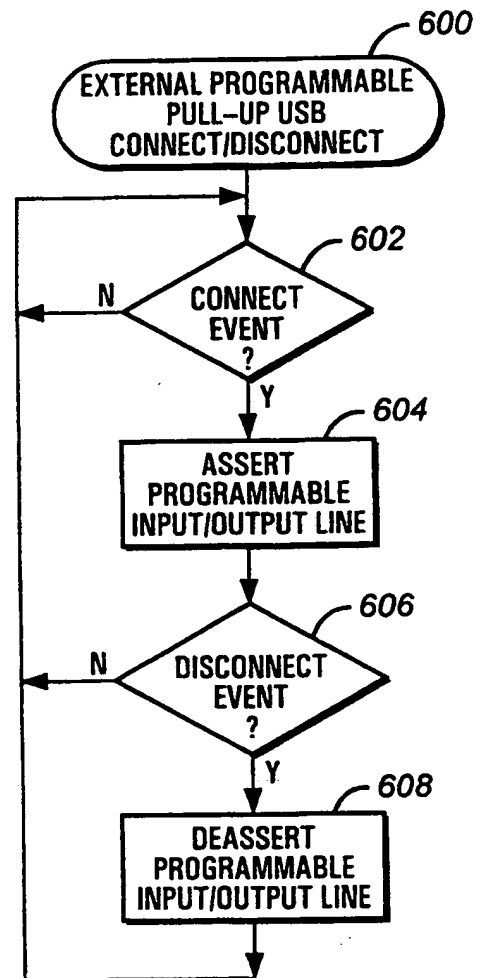 600
EXTERNAL PROGRAMMABLE
PULL-UP USB
CONNECT/DISCONNECT
602
CONNECT
EVENT
?
N
Y
604
ASSERT
PROGRAMMABLE
INPUT/OUTPUT LINE
606
DISCONNECT
EVENT
?
N
Y
608
DEASSERT
PROGRAMMABLE
INPUT/OUTPUT LINE